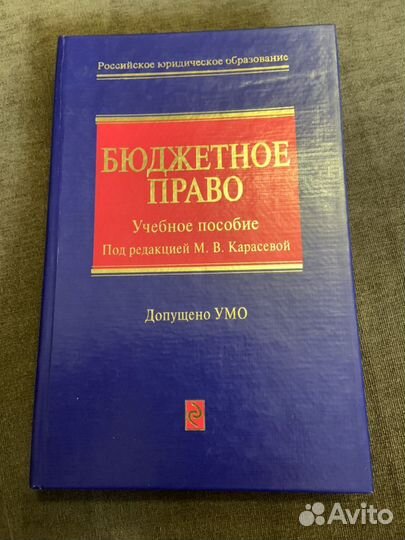 Российское юридическое образование
БЮДЖЕТНОЕ
ПРАВО
Учебное пособие
Под редакцией М. В. Карасевой
Допущено УМО
Avito